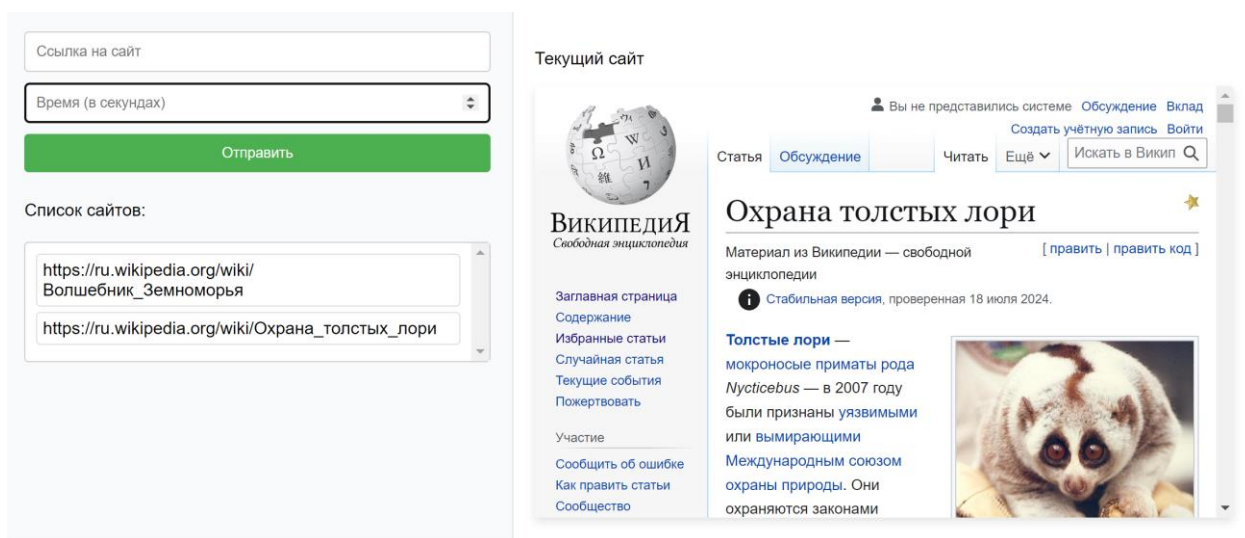 Ссылка на сайт
Время (в секундах)
Отправить
Список сайтов:
https://ru.wikipedia.org/wiki/
Волшебник_Земноморья
https://ru.wikipedia.org/wiki/Охрана_толстых_лори
Текущий сайт
Вы не представились системе Обсуждение Вклад
Создать учётную запись Войти
Статья Обсуждение Читать Ещё Искать в Викип
ВикипедиЯ
Свободная энциклопедия
Заглавная страница
Содержание
Избранные статьи
Случайная статья
Текущие события
Пожертвовать
Участие
Сообщить об ошибке
Как править статьи
Сообщество
Охрана толстых лори
Материал из Википедии — свободной
энциклопедии
[ править | править код ]
Стабильная версия, проверенная 18 июля 2024.
Толстые лори —
мокроносые приматы рода
Nycticebus — в 2007 году
были признаны уязвимыми
или вымирающими
Международным союзом
охраны природы. Они
охраняются законами